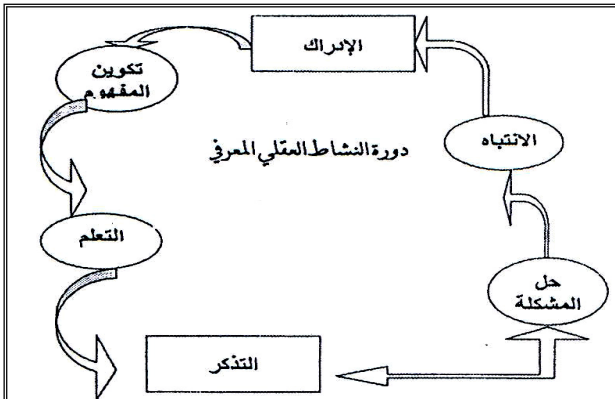 الإدراك
تكوين
المفهوم
الانتباه
دورة النشاط العقلي المعرفي
التعلم
حل
المشكلة
التذكر